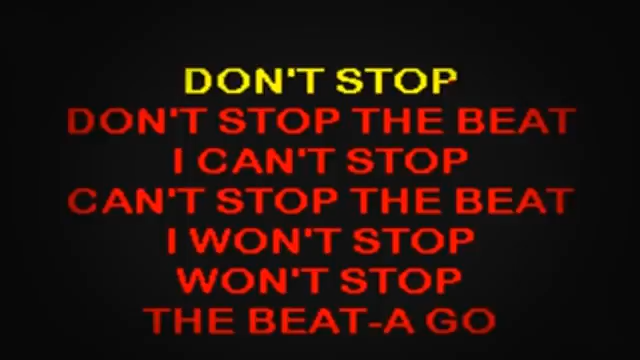 DON'T STOP
DON'T STOP THE BEAT
I CAN'T STOP
CAN'T STOP THE BEAT
I WON'T STOP
WON'T STOP
THE BEAT-A GO